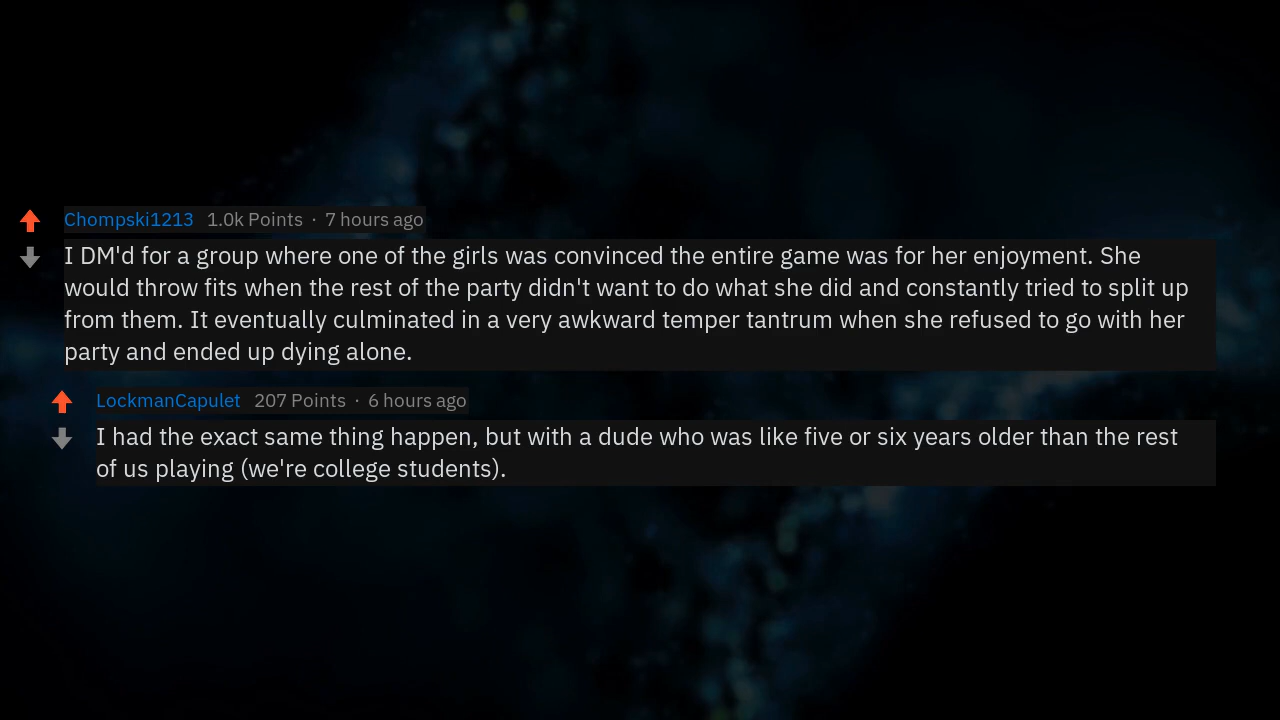 Chompski1213 1.0k Points · 7 hours ago
I DM'd for a group where one of the girls was convinced the entire game was for her enjoyment. She
would throw fits when the rest of the party didn't want to do what she did and constantly tried to split up
from them. It eventually culminated in a very awkward temper tantrum when she refused to go with her
party and ended up dying alone.
LockmanCapulet 207 Points · 6 hours ago
I had the exact same thing happen, but with a dude who was like five or six years older than the rest
of us playing (we're college students).